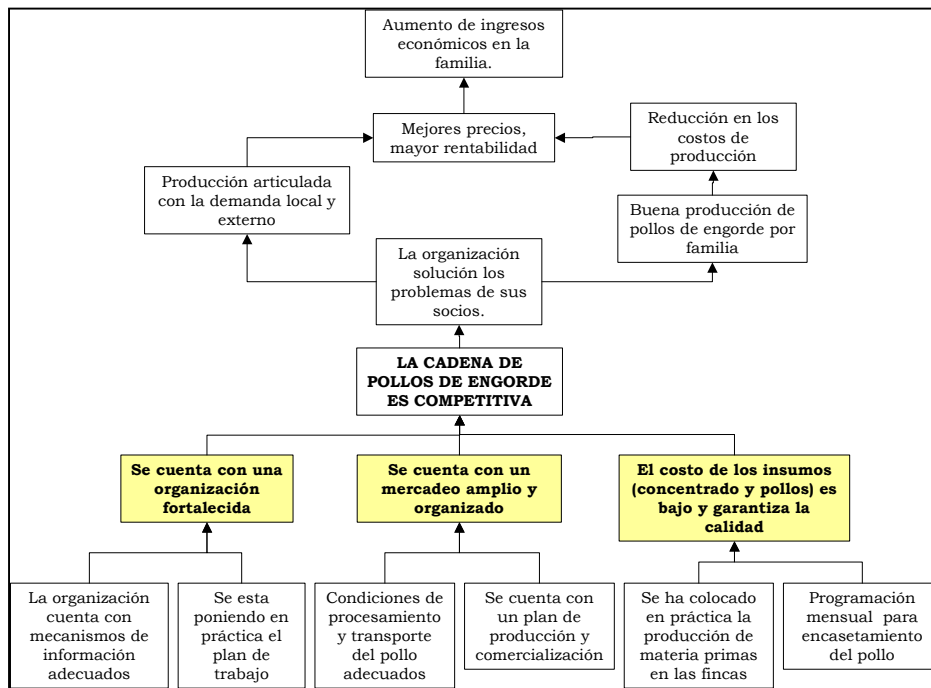 Aumento de ingresos
económicos en la
familia.
Mejores precios,
mayor rentabilidad
Reducción en los
costos de
producción
Producción articulada
con la demanda local y
externo
Buena producción de
pollos de engorde por
familia
La organización
solución los
problemas de sus
socios.
LA CADENA DE
POLLOS DE ENGORDE
ES COMPETITIVA
Se cuenta con una
organización
fortalecida
Se cuenta con un
mercadeo amplio y
organizado
El costo de los insumos
(concentrado y pollos) es
bajo y garantiza la
calidad
La organización
cuenta con
mecanismos de
información
adecuados
Se esta
poniendo en
práctica el
plan de
trabajo
Condiciones de
procesamiento
y transporte
del pollo
adecuados
Se cuenta con
un plan de
producción y
comercialización
Se ha colocado
en práctica la
producción de
materia primas
en las fincas
Programación
mensual para
encasetamiento
del pollo